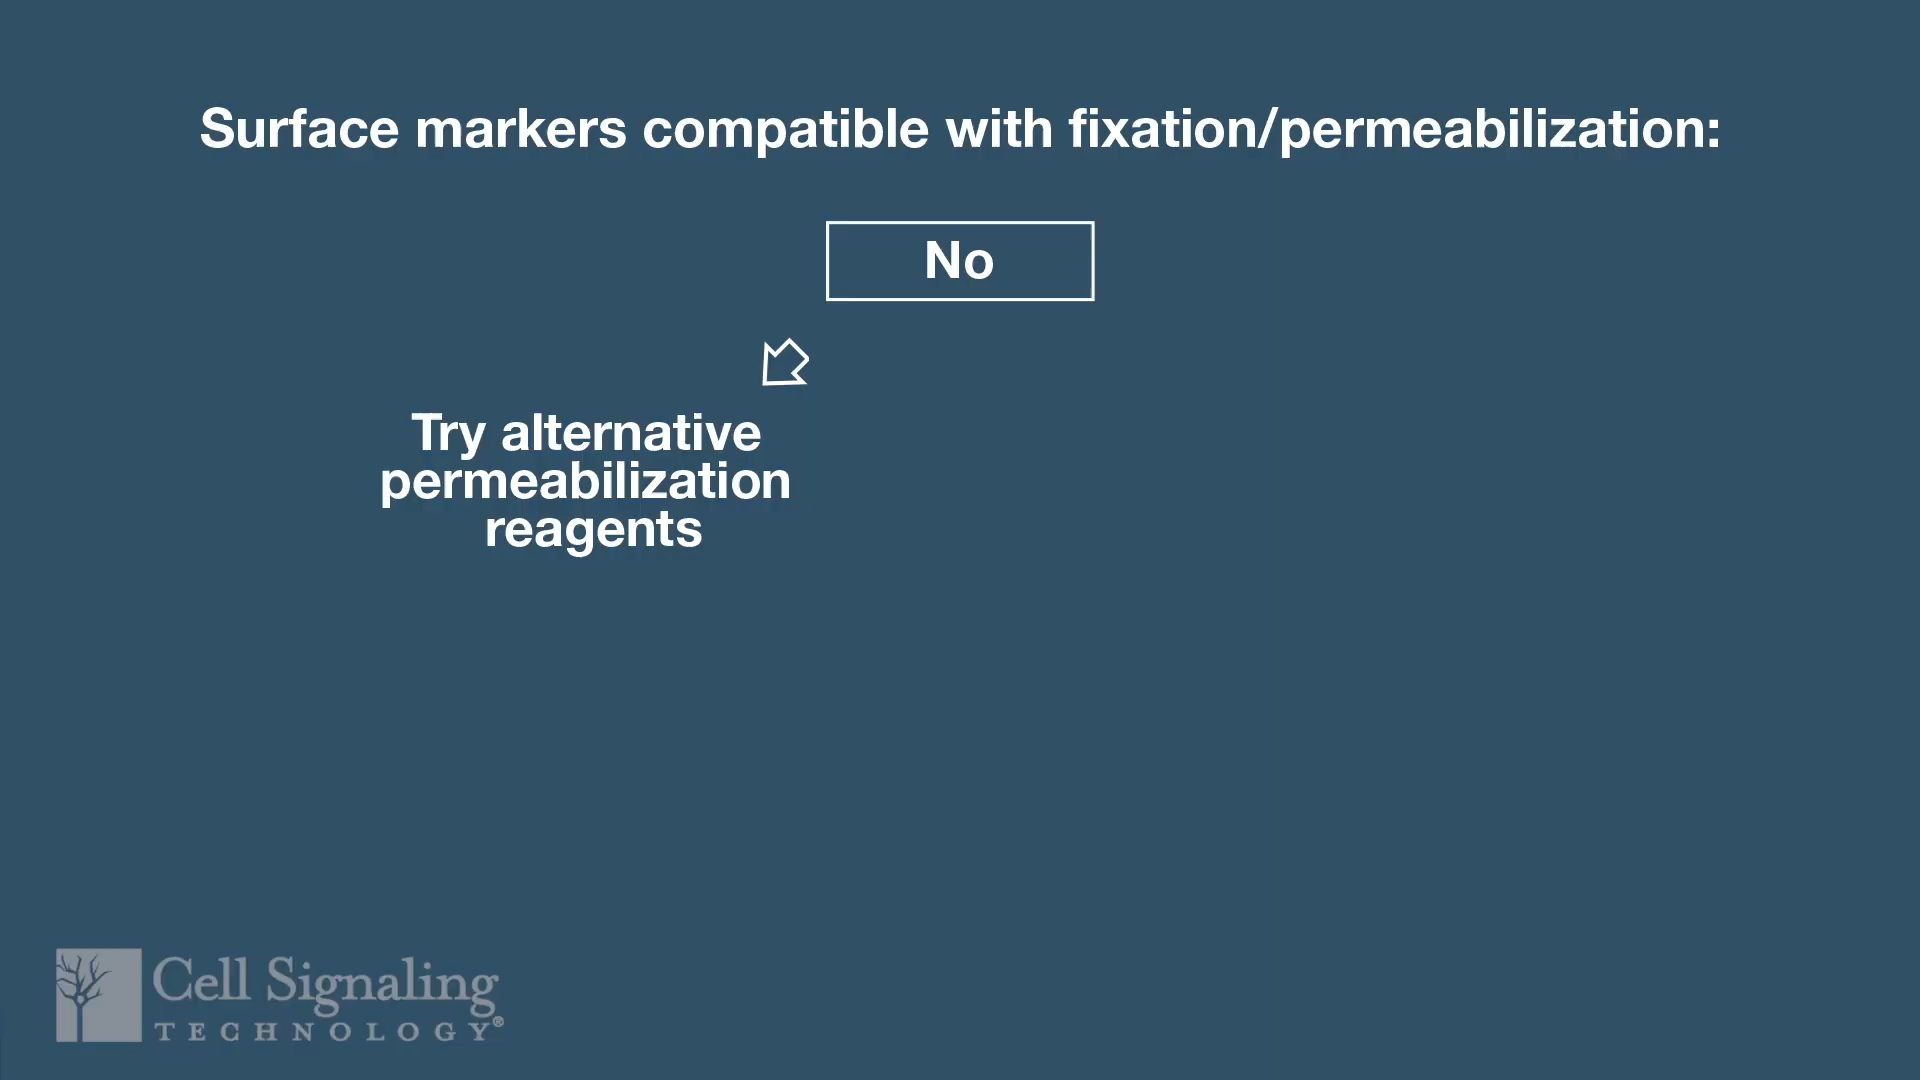 Surface markers compatible with fixation/permeabilization:
No
Try alternative
permeabilization
reagents
Cell Signaling
TECHNOLOGY®